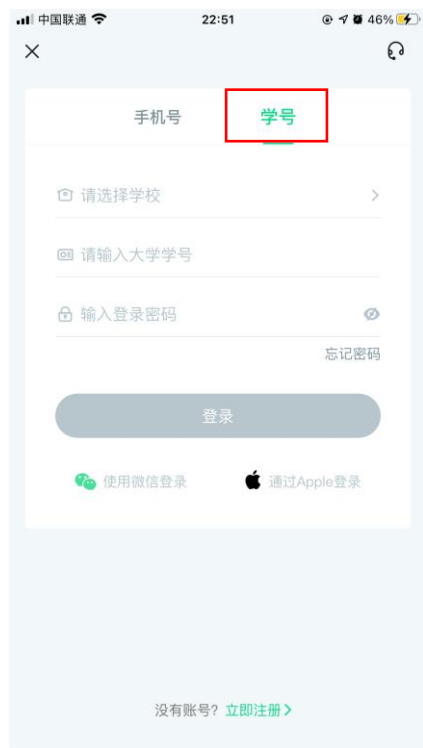 中国联通 22:51 46%
手机号 学号
请选择学校
请输入大学学号
输入登录密码
忘记密码
登录
使用微信登录 通过Apple登录
没有账号? 立即注册